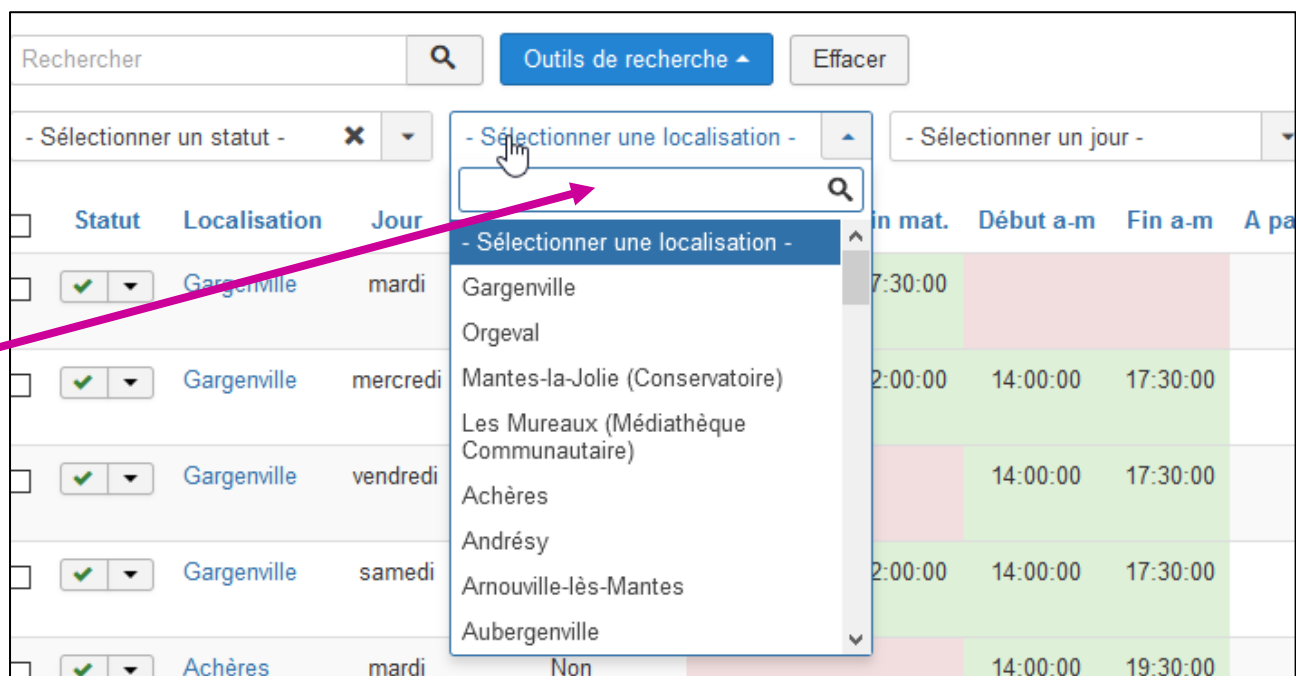 Rechercher Outils de recherche Effacer
- Sélectionner un statut - - Sélectionner une localisation - - Sélectionner un jour -
Statut Localisation Jour in mat. Début a-m Fin a-m A pa
- Sélectionner une localisation -
Gargenville mardi Gargenville 7:30:00
Orgeval
Gargenville mercredi Mantes-la-Jolie (Conservatoire) 2:00:00 14:00:00 17:30:00
Les Mureaux (Médiathèque
Communautaire)
Gargenville vendredi 14:00:00 17:30:00
Achères
Andrésy
Gargenville samedi 2:00:00 14:00:00 17:30:00
Arnouville-lès-Mantes
Aubergenville
Achères mardi Non 14:00:00 19:30:00